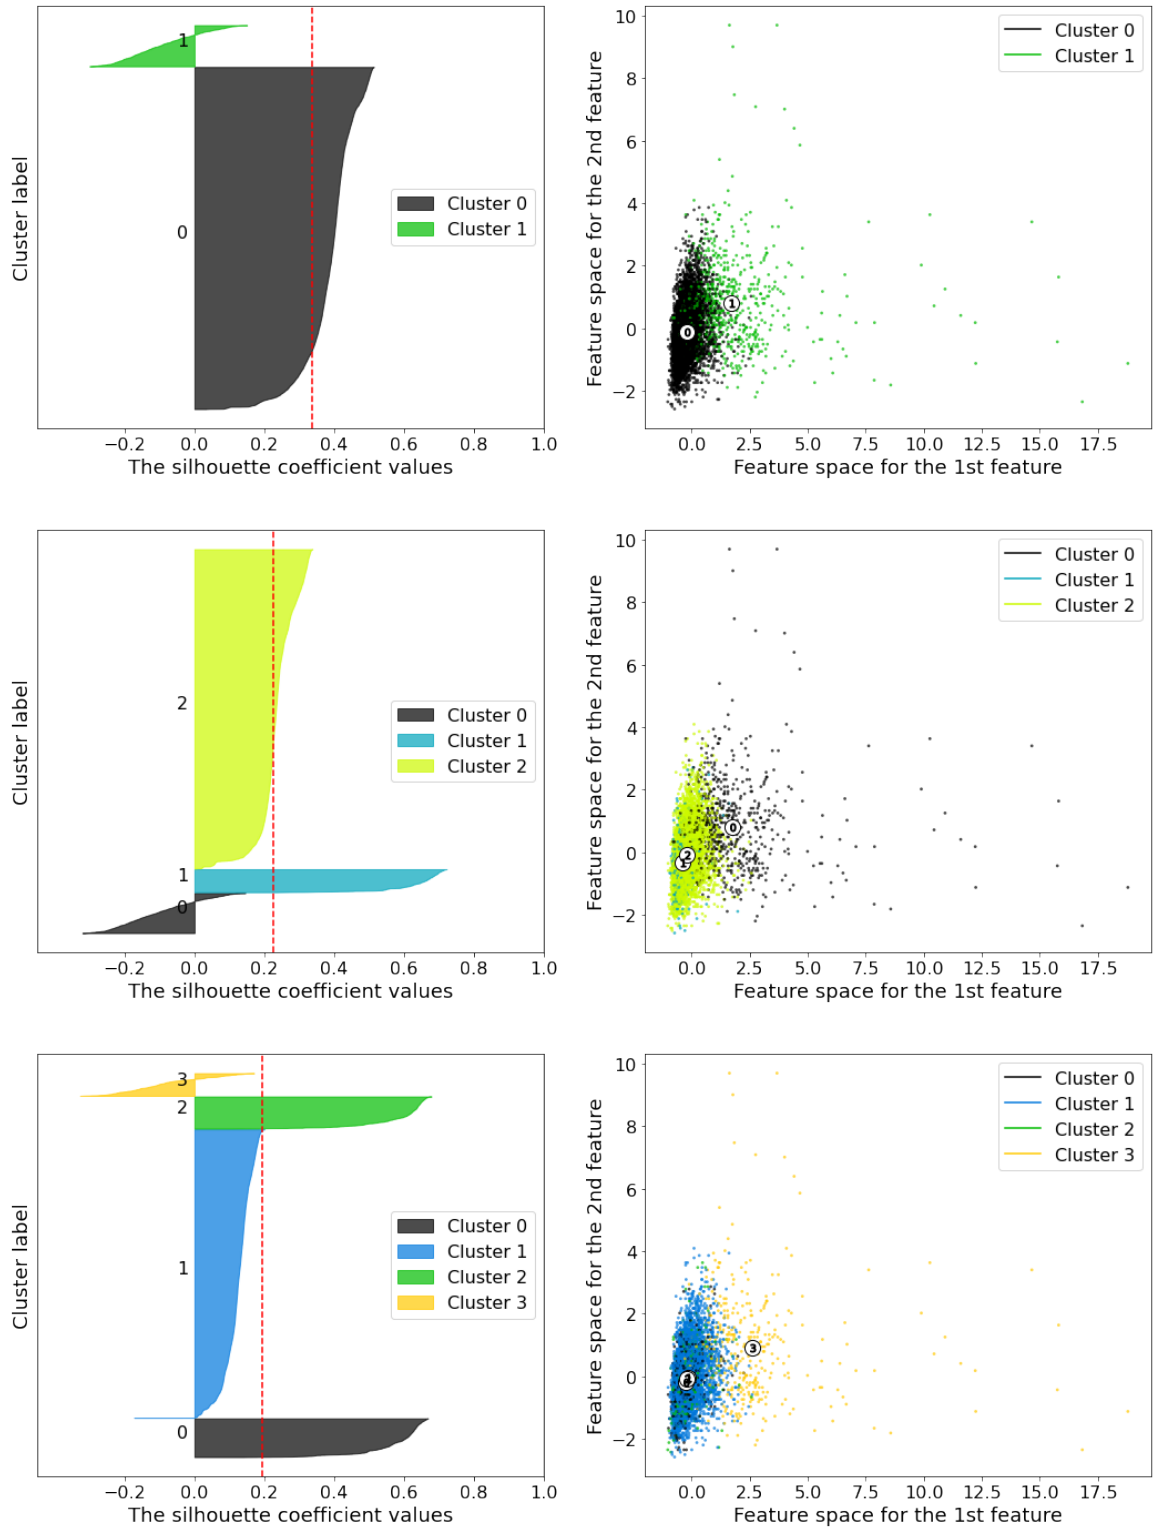 1
0
Cluster label
Cluster 0
Cluster 1
−0.2 0.0 0.2 0.4 0.6 0.8 1.0
The silhouette coefficient values
10
8
6
4
2
0
−2
Feature space for the 2nd feature
Cluster 0
Cluster 1
1
0
0.0 2.5 5.0 7.5 10.0 12.5 15.0 17.5
Feature space for the 1st feature
2
1
0
Cluster label
Cluster 0
Cluster 1
Cluster 2
−0.2 0.0 0.2 0.4 0.6 0.8 1.0
The silhouette coefficient values
10
8
6
4
2
0
−2
Feature space for the 2nd feature
Cluster 0
Cluster 1
Cluster 2
0
2
1
0.0 2.5 5.0 7.5 10.0 12.5 15.0 17.5
Feature space for the 1st feature
3
2
1
0
Cluster label
Cluster 0
Cluster 1
Cluster 2
Cluster 3
−0.2 0.0 0.2 0.4 0.6 0.8 1.0
The silhouette coefficient values
10
8
6
4
2
0
−2
Feature space for the 2nd feature
Cluster 0
Cluster 1
Cluster 2
Cluster 3
3
0.0 2.5 5.0 7.5 10.0 12.5 15.0 17.5
Feature space for the 1st feature